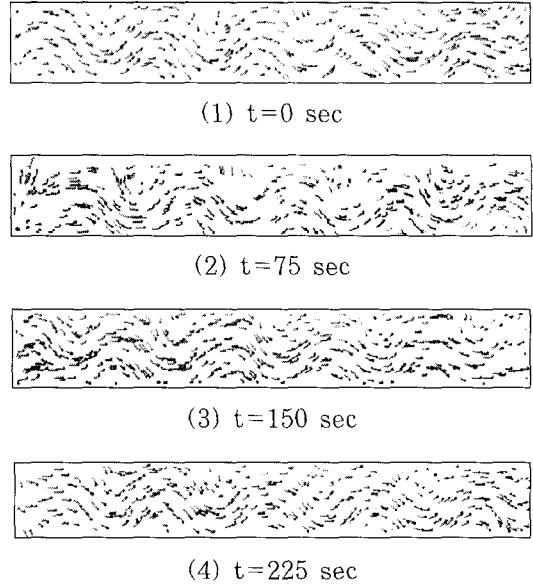 (1) t=0 sec
(2) t=75 sec
(3) t=150 sec
(4) t=225 sec